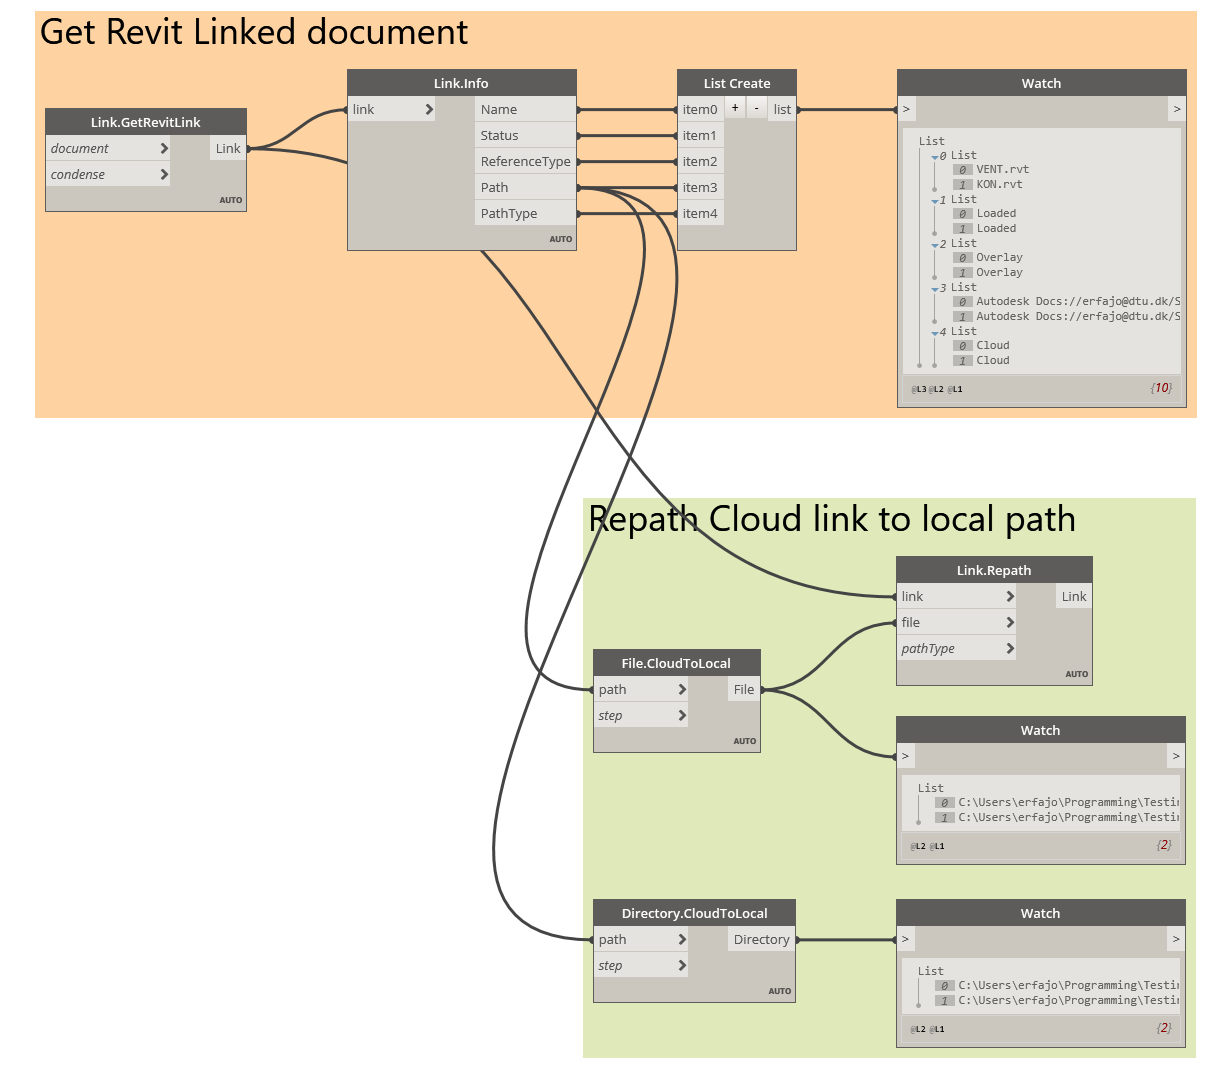 Get Revit Linked document
Link.GetRevitLink
document
Link
condense
AUTO
Link.Info
link
Name
Status
ReferenceType
Path
PathType
AUTO
List Create
item0
+
-
list
item1
item2
item3
item4
Watch
>
>
List
0 List
0 VENT.rvt
1 KON.rvt
1 List
0 Loaded
1 Loaded
2 List
0 Overlay
1 Overlay
3 List
0 Autodesk Docs://erfajo@dtu.dk/S
1 Autodesk Docs://erfajo@dtu.dk/S
4 List
0 Cloud
1 Cloud
@L3 @L2 @L1
{10}
Repath Cloud link to local path
Link.Repath
link
Link
file
pathType
AUTO
File.CloudToLocal
path
File
step
AUTO
Watch
>
>
List
0 C:\Users\erfajo\Programming\Testin
1 C:\Users\erfajo\Programming\Testin
@L2 @L1
{2}
Directory.CloudToLocal
path
Directory
step
AUTO
Watch
>
>
List
0 C:\Users\erfajo\Programming\Testin
1 C:\Users\erfajo\Programming\Testin
@L2 @L1
{2}